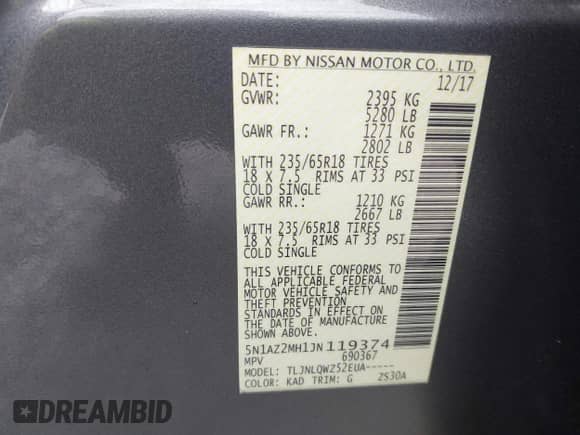 MFD BY NISSAN MOTOR CO., LTD.
DATE: 12/17
GVWR: 2395 KG
5280 LB
GAWR FR.: 1271 KG
2802 LB
WITH 235/65R18 TIRES
18 X 7.5 RIMS AT 33 PSI
COLD SINGLE
GAWR RR.: 1210 KG
2667 LB
WITH 235/65R18 TIRES
18 X 7.5 RIMS AT 33 PSI
COLD SINGLE
THIS VEHICLE CONFORMS TO
ALL APPLICABLE FEDERAL
MOTOR VEHICLE SAFETY AND
THEFT PREVENTION
STANDARDS IN EFFECT ON
THE DATE OF MANUFACTURE
SHOWN ABOVE.
5N1AZ2MH1JN119374
MPV 690367
MODEL: TLJNLQWZ52EUA-----
COLOR: KAD TRIM: G 2S30A
DREAMBID